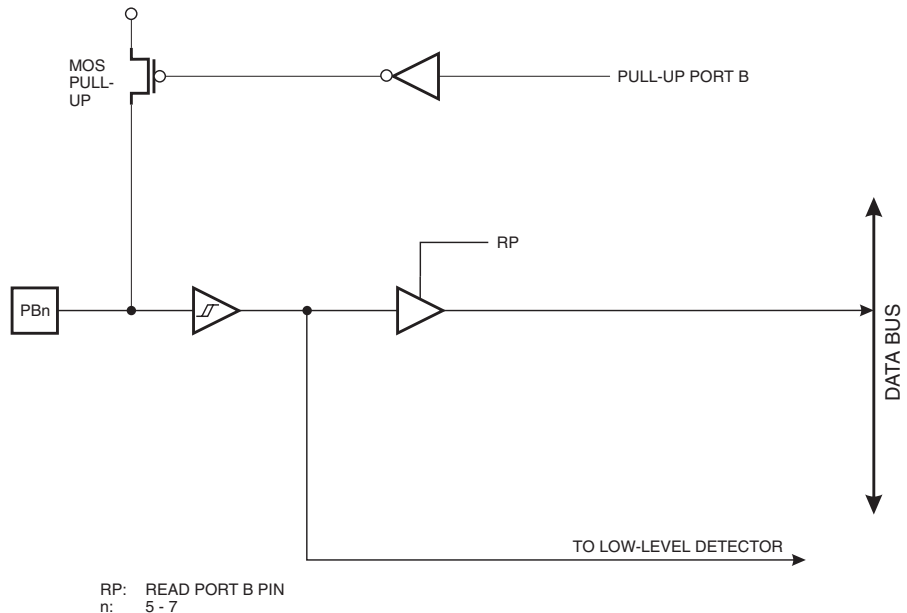 MOS
PULL-
UP
PULL-UP PORT B
RP
PBn
DATA BUS
TO LOW-LEVEL DETECTOR
RP: READ PORT B PIN
n: 5 - 7